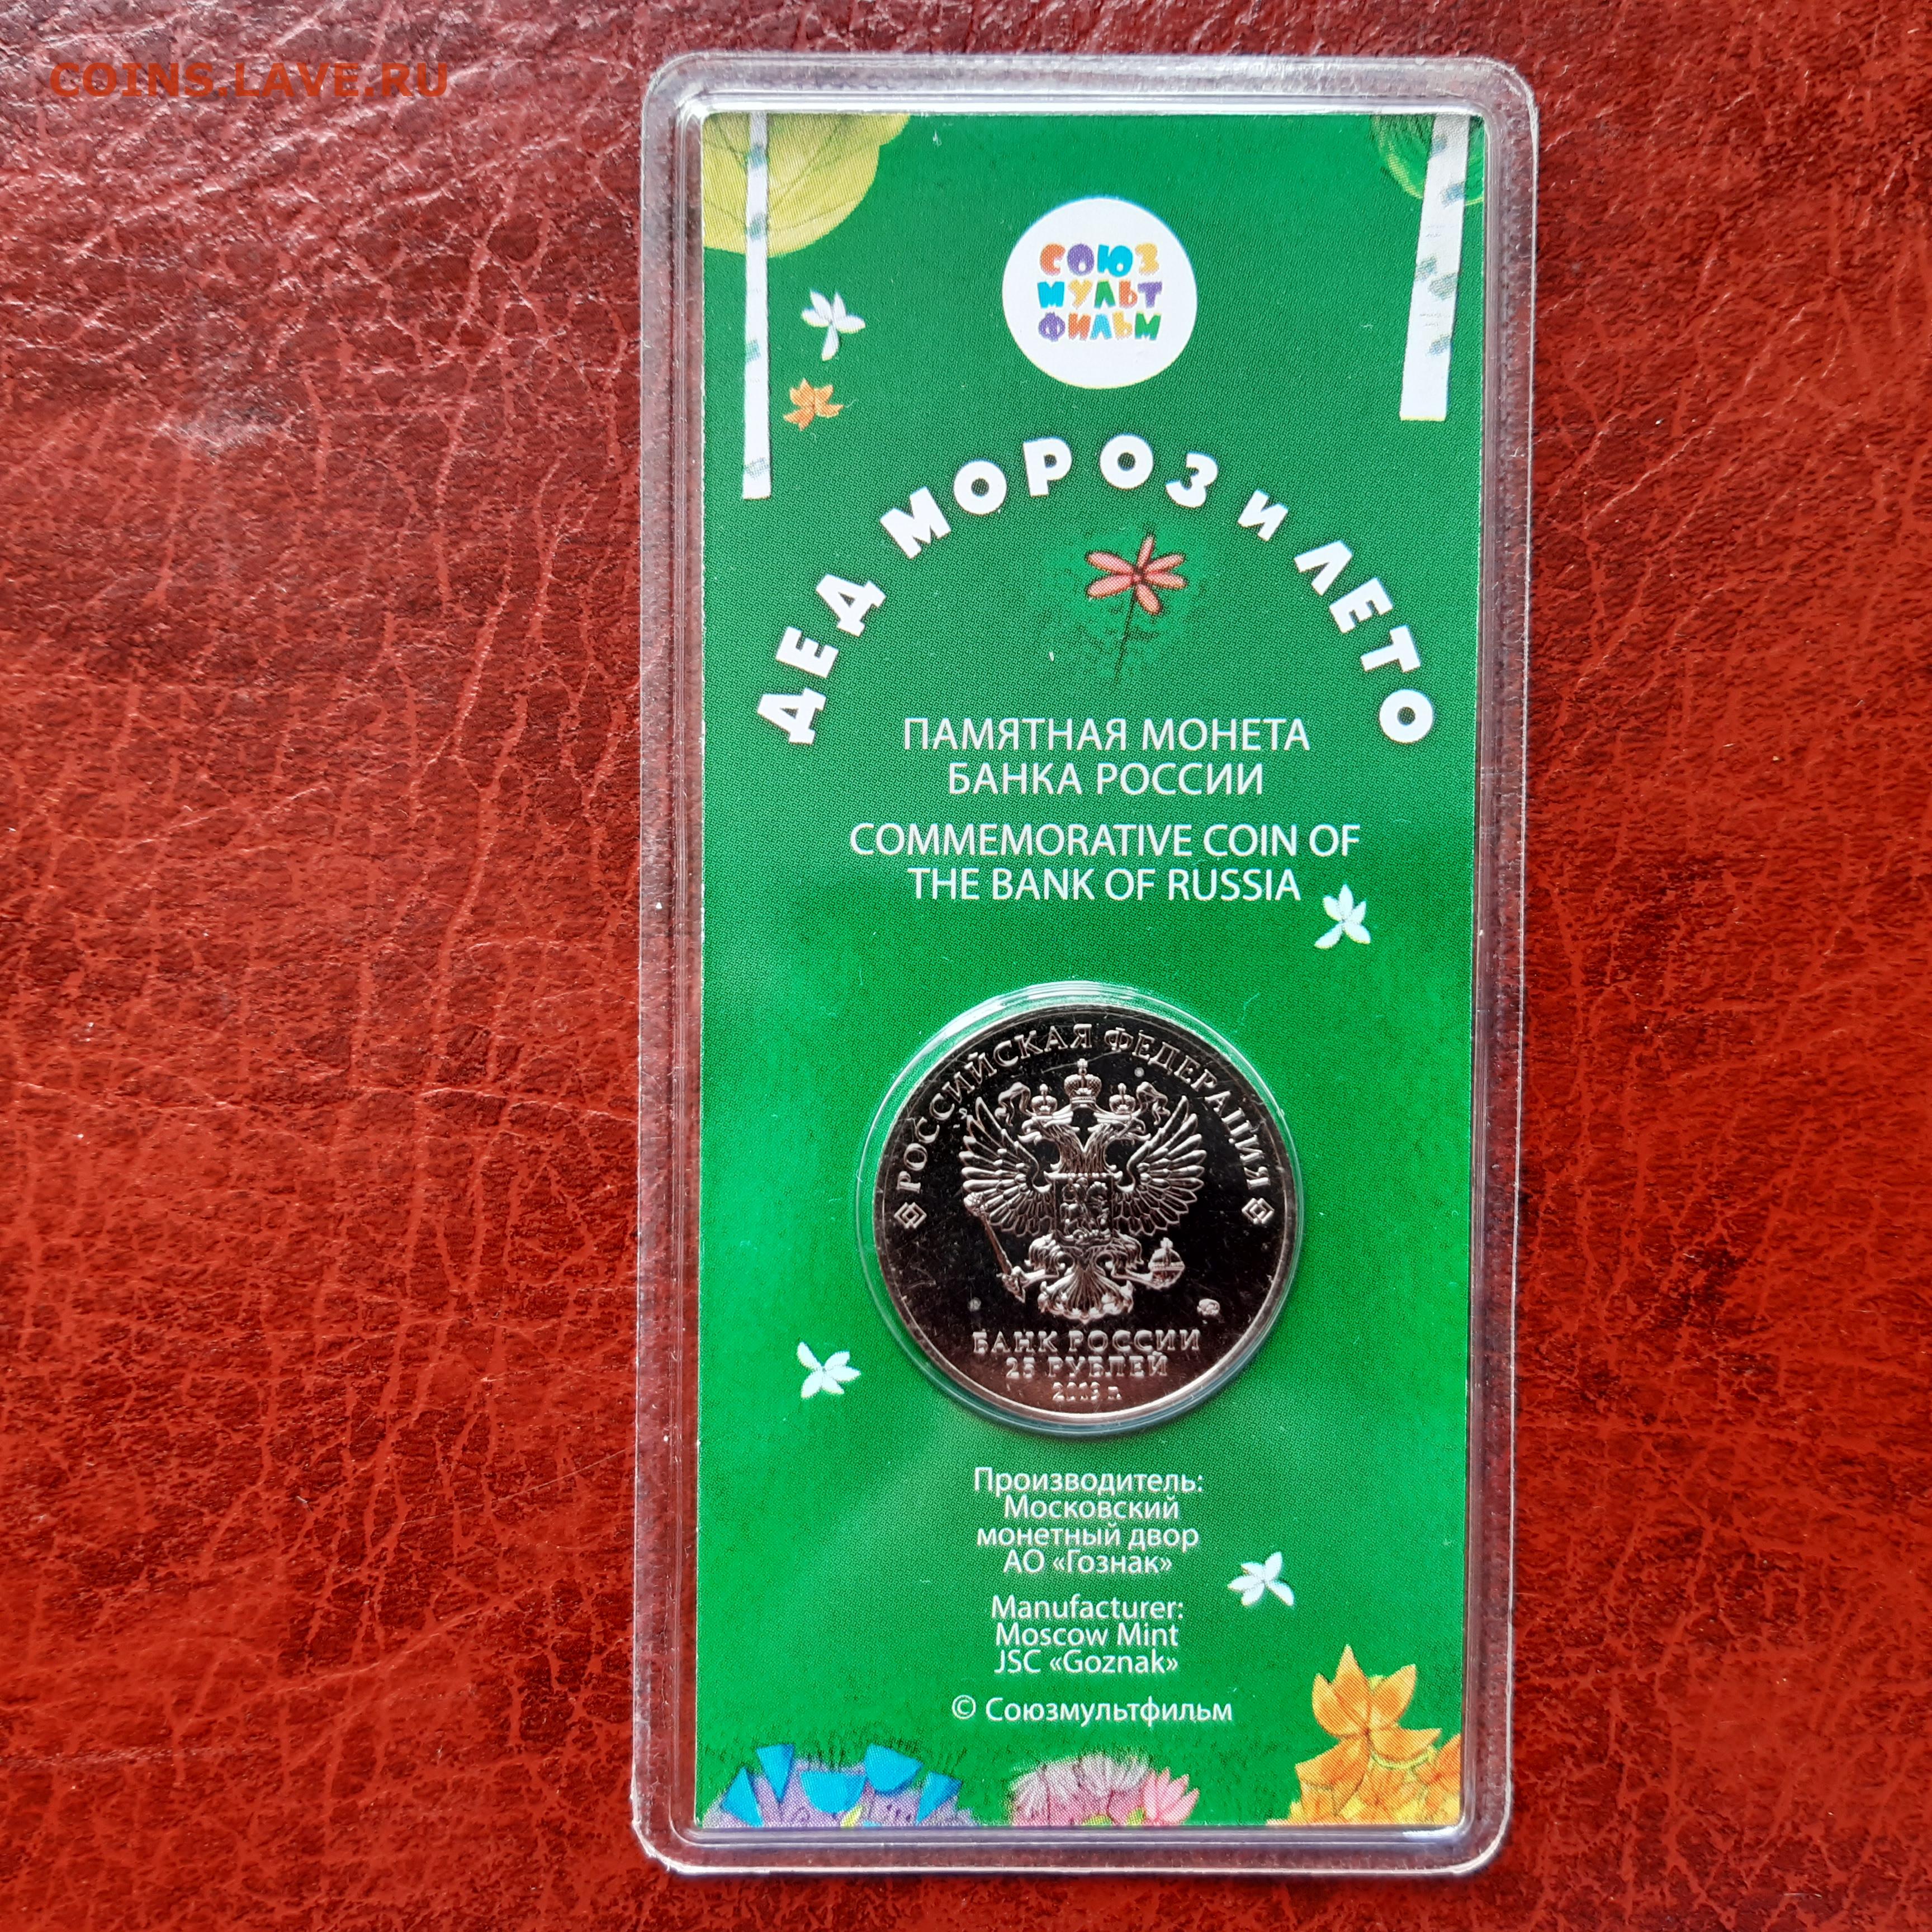 COINS.LAVE.RU
СОЮЗ
МУЛЬТ
ФИЛЬМ
ДЕД МОРОЗ И ЛЕТО
ПАМЯТНАЯ МОНЕТА
БАНКА РОССИИ
COMMEMORATIVE COIN OF
THE BANK OF RUSSIA
РОССИЙСКАЯ ФЕДЕРАЦИЯ
БАНК РОССИИ
25 РУБЛЕЙ
Производитель:
Московский
монетный двор
АО «Гознак»
Manufacturer:
Moscow Mint
JSC «Goznak»
© Союзмультфильм